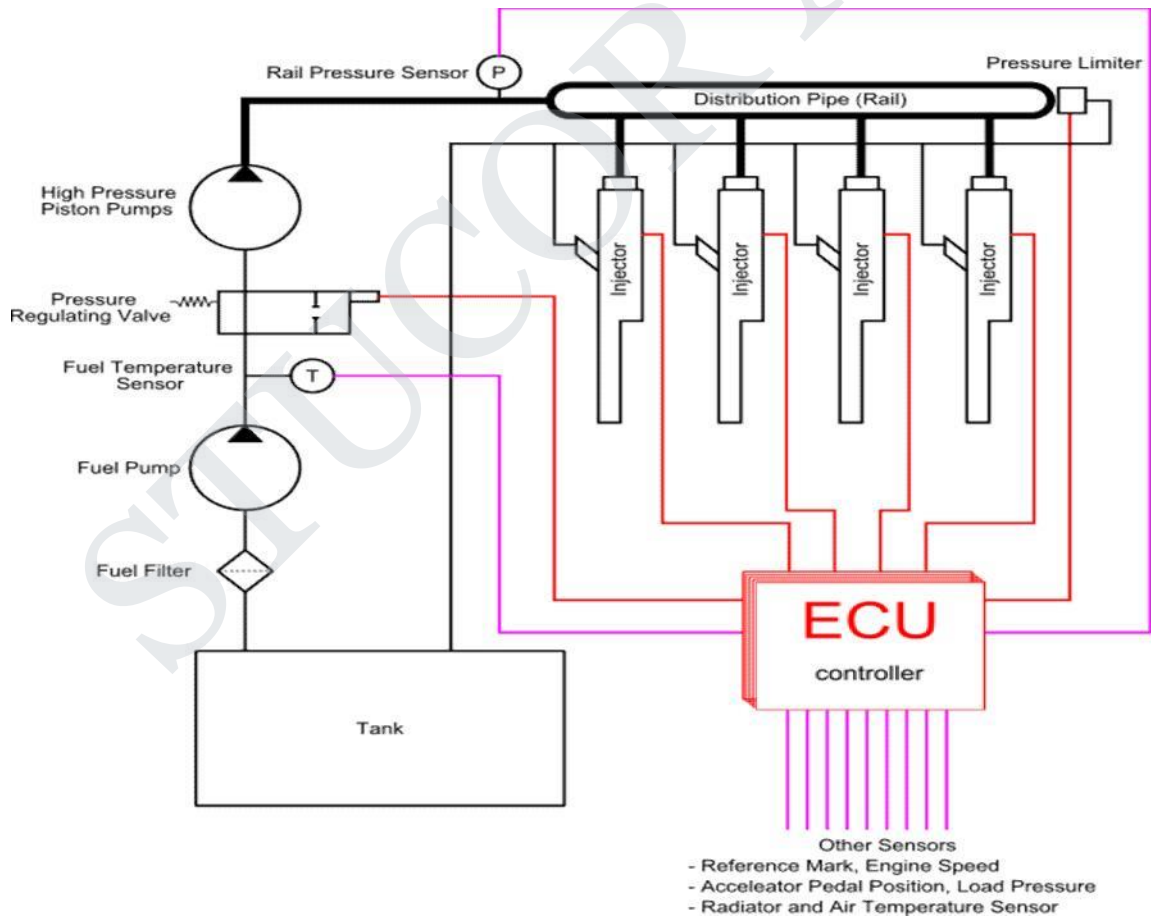 Rail Pressure Sensor
P
Pressure Limiter
Distribution Pipe (Rail)
High Pressure
Piston Pumps
Injector
Injector
Injector
Injector
Pressure
Regulating Valve
Fuel Temperature
Sensor
T
Fuel Pump
Fuel Filter
ECU
controller
Tank
Other Sensors
- Reference Mark, Engine Speed
- Acceleator Pedal Position, Load Pressure
- Radiator and Air Temperature Sensor